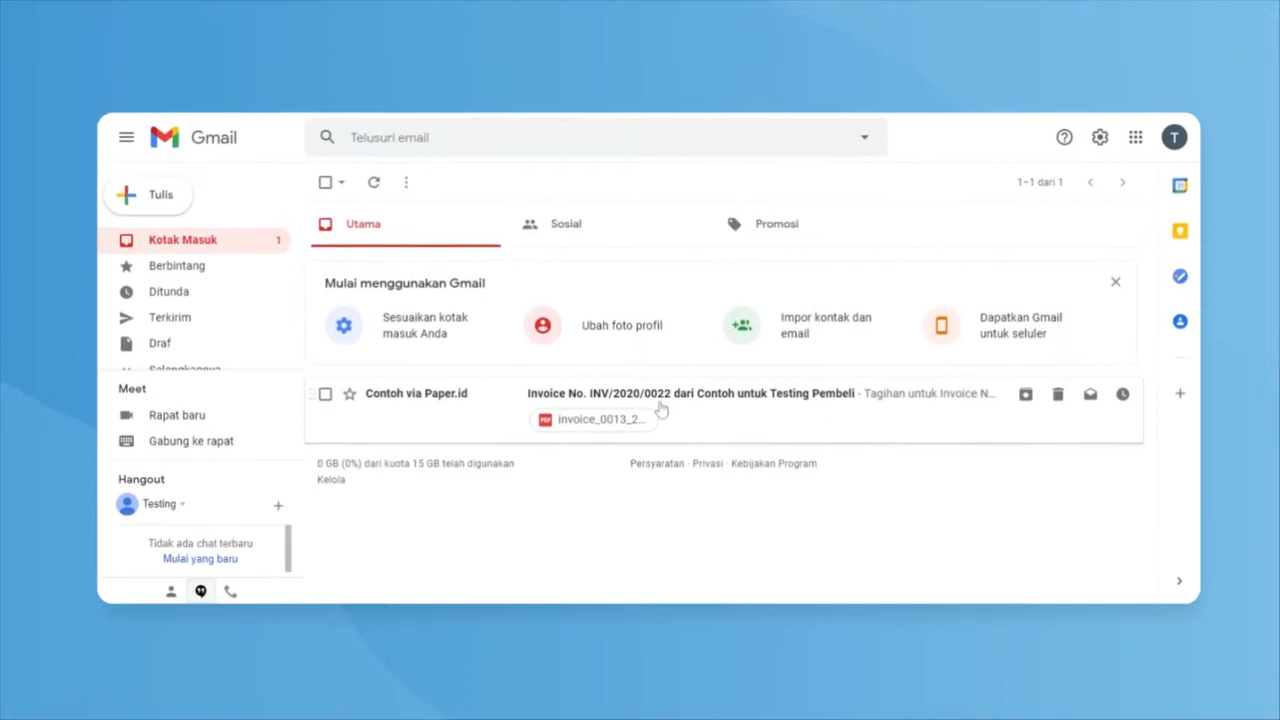 Gmail
Telusuri email
T
Tulis
1–1 dari 1
Utama
Sosial
Promosi
Kotak Masuk 1
Berbintang
Ditunda
Terkirim
Draf
Selengkapnya
Mulai menggunakan Gmail
Sesuaikan kotak
masuk Anda
Ubah foto profil
Impor kontak dan
email
Dapatkan Gmail
untuk seluler
Meet
Rapat baru
Gabung ke rapat
Contoh via Paper.id
Invoice No. INV/2020/0022 dari Contoh untuk Testing Pembeli - Tagihan untuk Invoice N...
PDF
invoice_0013_2...
0 GB (0%) dari kuota 15 GB telah digunakan
Kelola
Persyaratan · Privasi · Kebijakan Program
Hangout
Testing
Tidak ada chat terbaru
Mulai yang baru